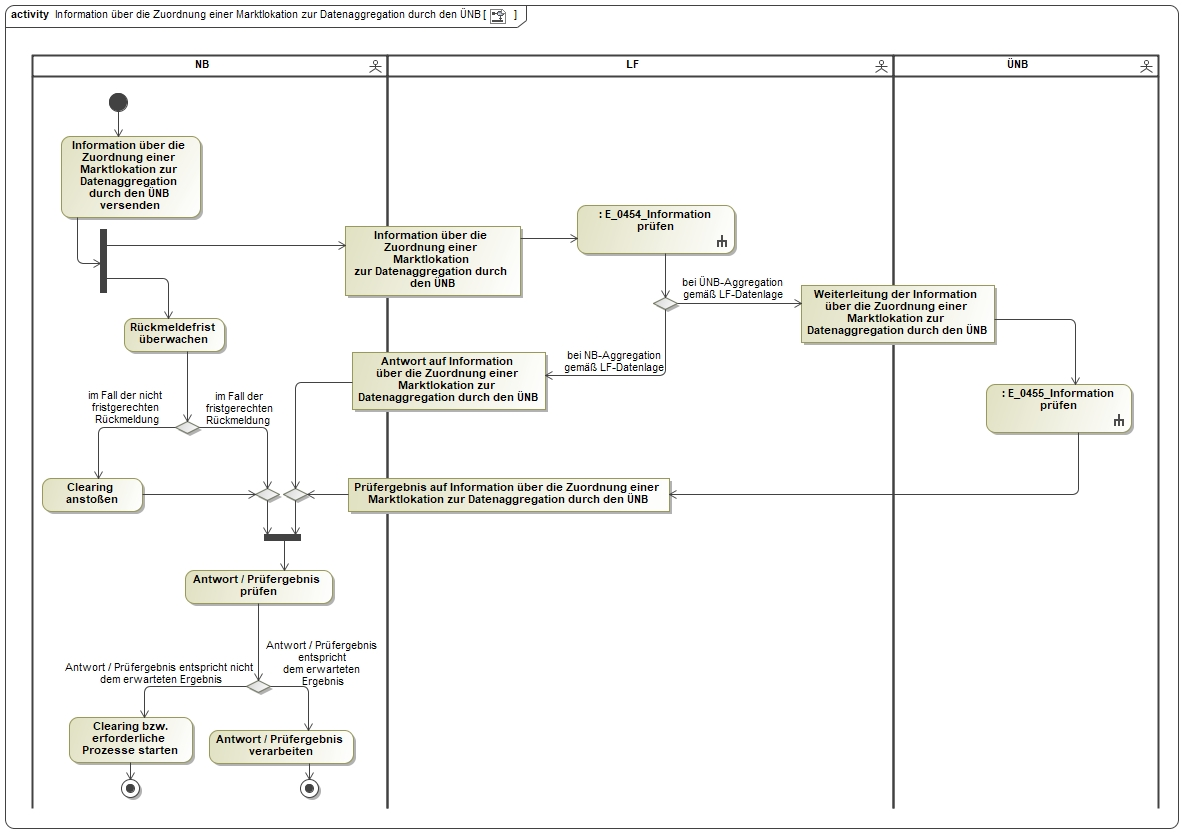 activity Information über die Zuordnung einer Marktlokation zur Datenaggregation durch den ÜNB [ ]
NB
LF
ÜNB
Information über die
Zuordnung einer
Marktlokation zur
Datenaggregation
durch den ÜNB
versenden
Information über die
Zuordnung einer
Marktlokation
zur Datenaggregation durch
den ÜNB
: E_0454_Information
prüfen
bei ÜNB-Aggregation
gemäß LF-Datenlage
Weiterleitung der Information
über die Zuordnung einer
Marktlokation zur
Datenaggregation durch den ÜNB
Rückmeldefrist
überwachen
bei NB-Aggregation
gemäß LF-Datenlage
Antwort auf Information
über die Zuordnung einer
Marktlokation zur
Datenaggregation durch den ÜNB
: E_0455_Information
prüfen
im Fall der nicht
fristgerechten
Rückmeldung
im Fall der
fristgerechten
Rückmeldung
Clearing
anstoßen
Prüfergebnis auf Information über die Zuordnung einer
Marktlokation zur Datenaggregation durch den ÜNB
Antwort / Prüfergebnis
prüfen
Antwort / Prüfergebnis entspricht nicht
dem erwarteten Ergebnis
Antwort / Prüfergebnis
entspricht
dem erwarteten
Ergebnis
Clearing bzw.
erforderliche
Prozesse starten
Antwort / Prüfergebnis
verarbeiten